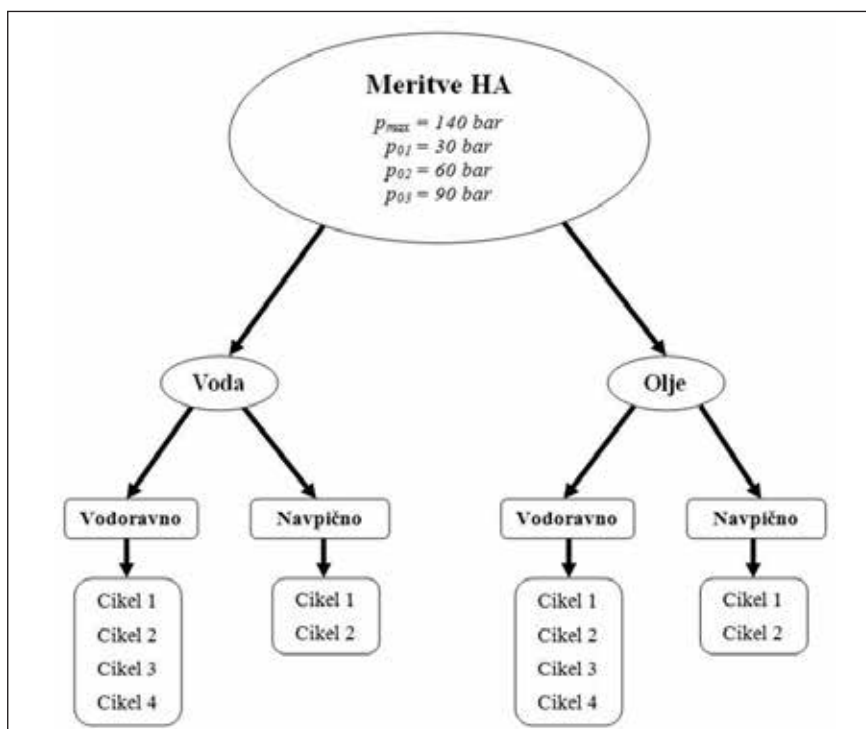 Meritve HA
pmax = 140 bar
p01 = 30 bar
p02 = 60 bar
p03 = 90 bar
Voda
Olje
Vodoravno
Navpično
Vodoravno
Navpično
Cikel 1
Cikel 2
Cikel 3
Cikel 4
Cikel 1
Cikel 2
Cikel 1
Cikel 2
Cikel 3
Cikel 4
Cikel 1
Cikel 2